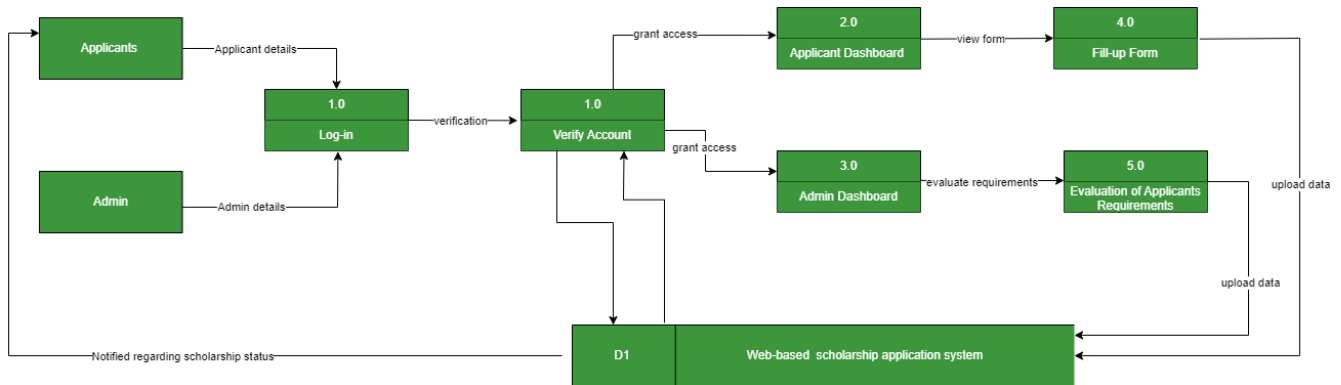 Applicants
Applicant details
Admin
Admin details
1.0
Log-in
verification
1.0
Verify Account
grant access
grant access
2.0
Applicant Dashboard
view form
4.0
Fill-up Form
3.0
Admin Dashboard
evaluate requirements
5.0
Evaluation of Applicants
Requirements
upload data
upload data
Notified regarding scholarship status
D1
Web-based scholarship application system